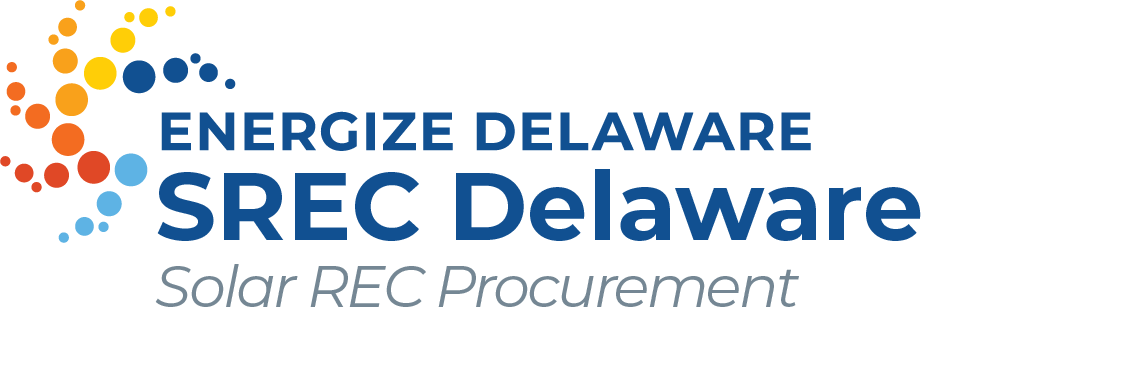 ENERGIZE DELAWARE
SREC Delaware
Solar REC Procurement